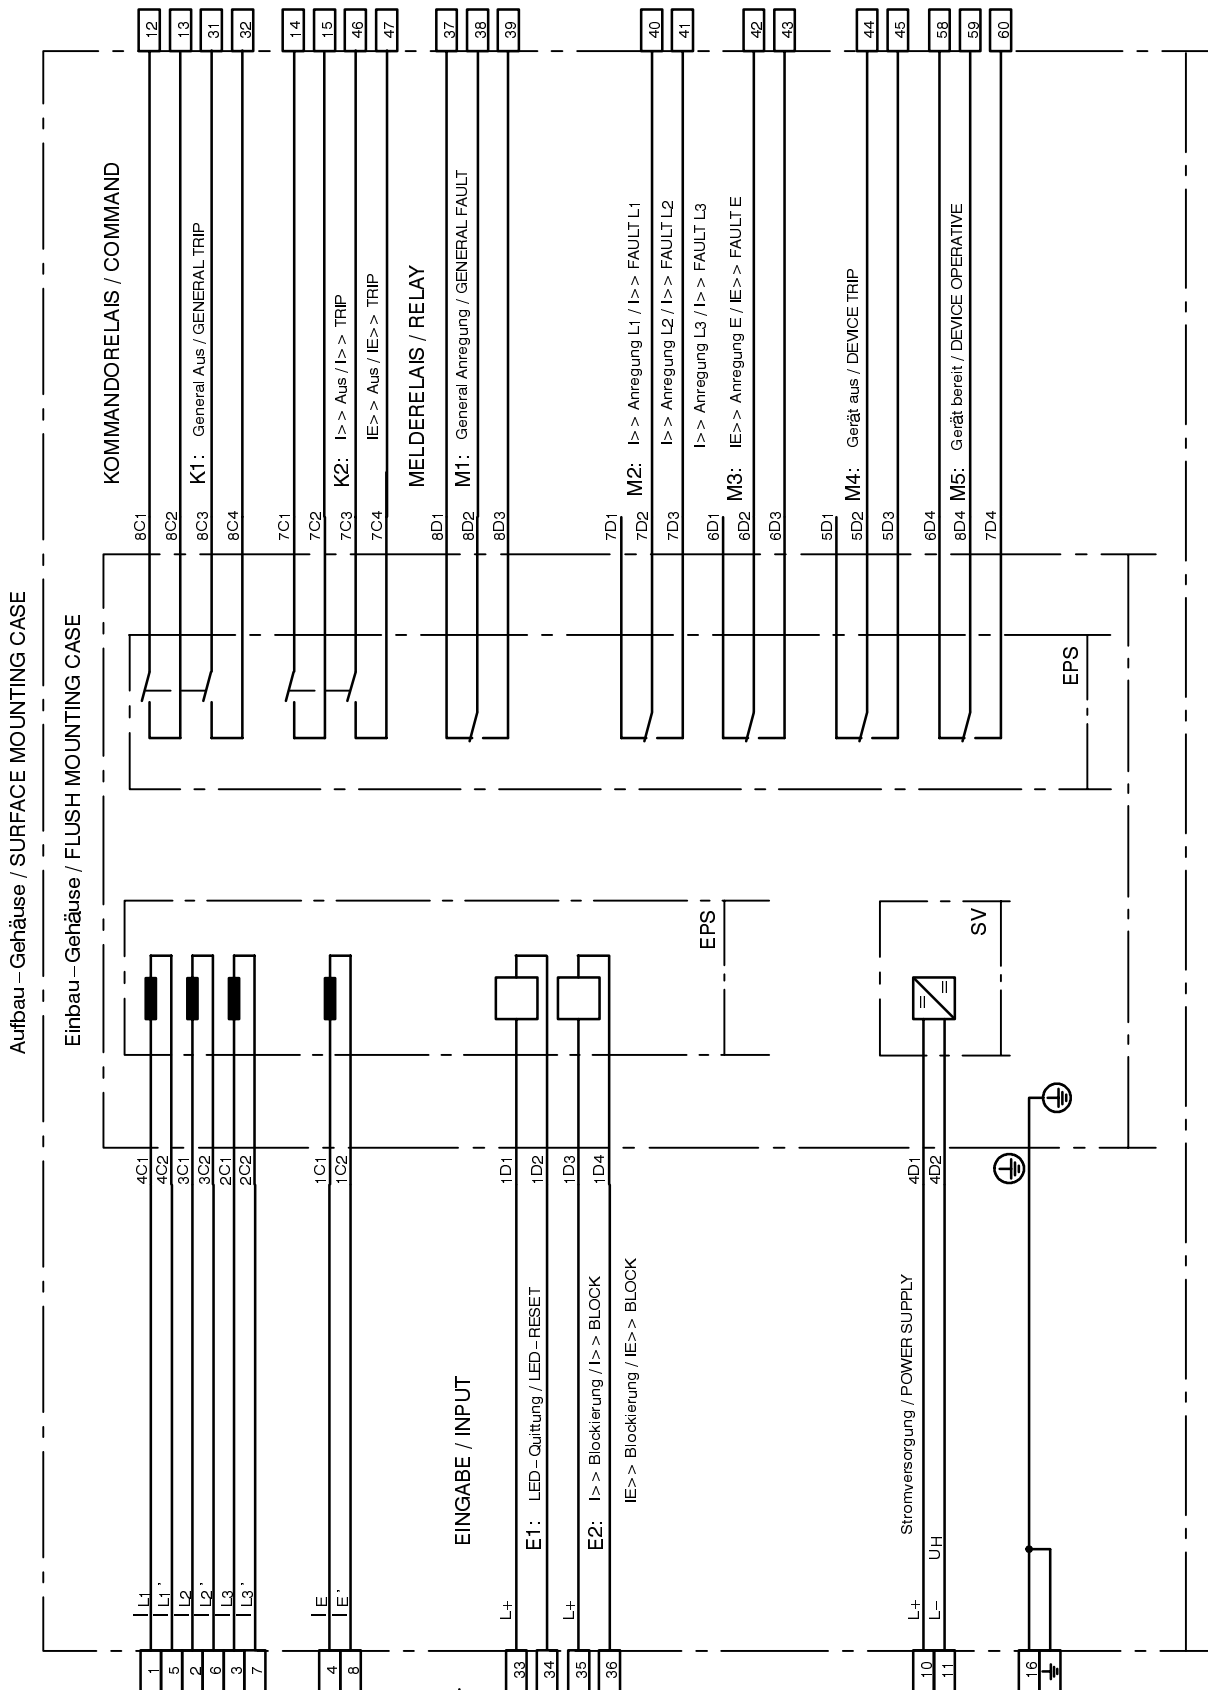 Aufbau–Gehäuse / SURFACE MOUNTING CASE
Einbau–Gehäuse / FLUSH MOUNTING CASE
KOMMANDORELAIS / COMMAND
K1: General Aus / GENERAL TRIP
K2: I>> Aus / I>> TRIP
IE>> Aus / IE>> TRIP
MELDERELAIS / RELAY
M1: General Anregung / GENERAL FAULT
M2: I>> Anregung L1 / I>> FAULT L1
I>> Anregung L2 / I>> FAULT L2
I>> Anregung L3 / I>> FAULT L3
M3: IE>> Anregung E / IE>> FAULT E
M4: Gerät aus / DEVICE TRIP
M5: Gerät bereit / DEVICE OPERATIVE
12
13
31
32
14
15
46
47
37
38
39
40
41
42
43
44
45
58
59
60
8C1
8C2
8C3
8C4
7C1
7C2
7C3
7C4
8D1
8D2
8D3
7D1
7D2
7D3
6D1
6D2
6D3
5D1
5D2
5D3
6D4
8D4
7D4
EPS
EPS
SV
4C1
4C2
3C1
3C2
2C1
2C2
1C1
1C2
1D1
1D2
1D3
1D4
4D1
4D2
EINGABE / INPUT
E1: LED–Quittung / LED–RESET
E2: I>> Blockierung / I>> BLOCK
IE>> Blockierung / IE>> BLOCK
Stromversorgung / POWER SUPPLY
UH
I L1
I L1'
I L2
I L2'
I L3
I L3'
I E
I E'
L+
L+
L+
L–
1
5
2
6
3
7
4
8
33
34
35
36
10
11
16